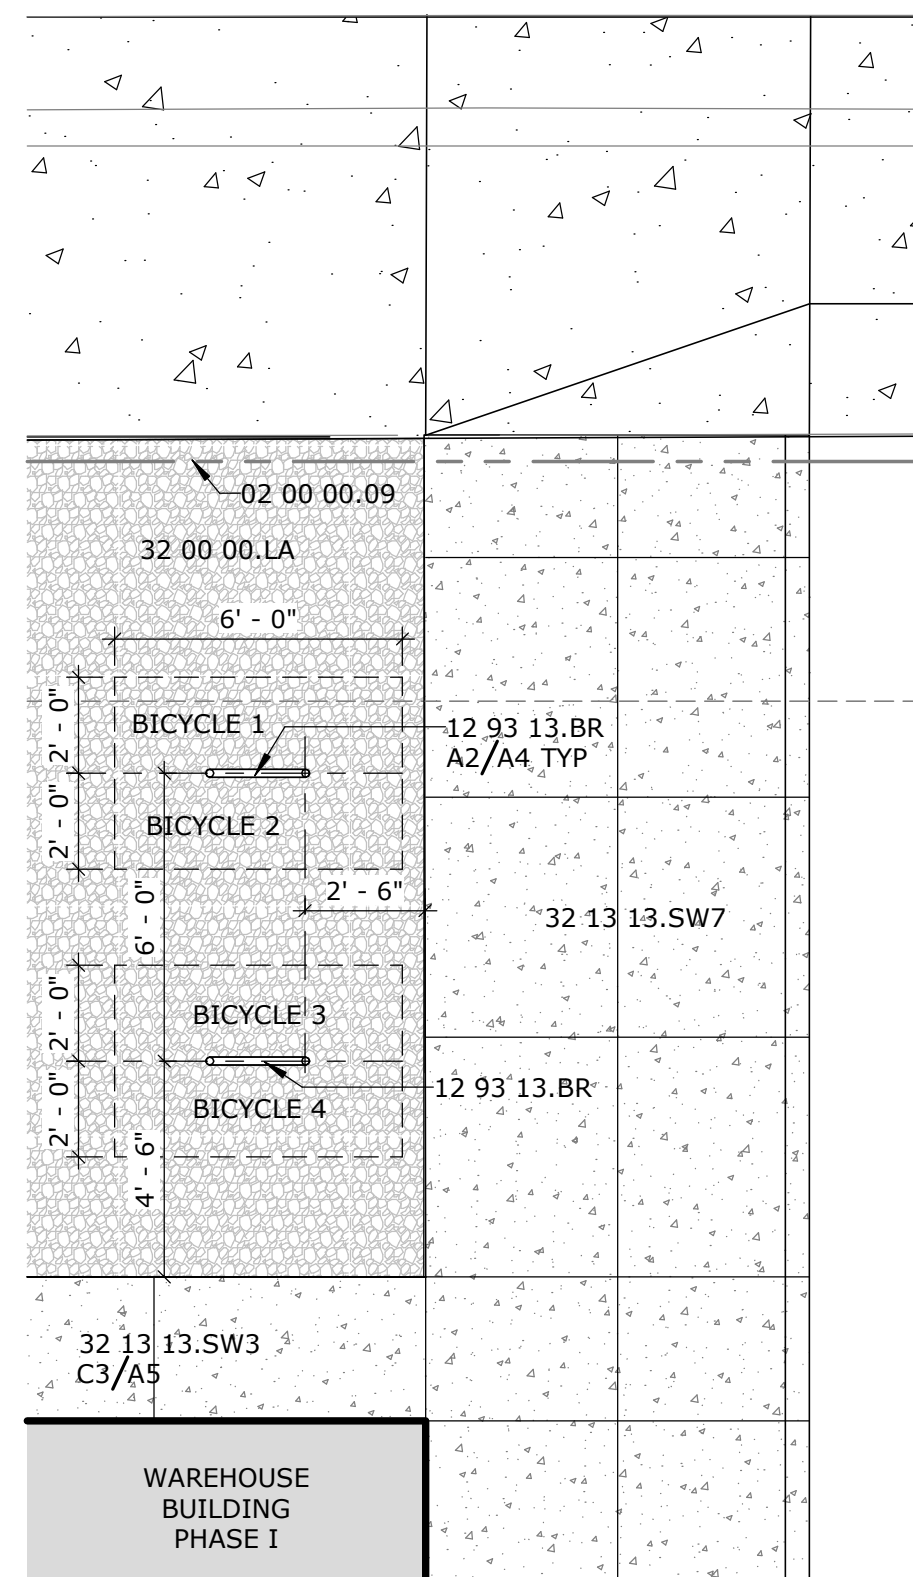 02 00 00.09
32 00 00.LA
6' - 0"
2' - 0"
BICYCLE 1
12 93 13.BR
A2/A4 TYP
2' - 0"
BICYCLE 2
2' - 6"
6' - 0"
32 13 13.SW7
2' - 0"
BICYCLE 3
12 93 13.BR
2' - 0"
BICYCLE 4
4' - 6"
32 13 13.SW3
C3/A5
WAREHOUSE
BUILDING
PHASE I